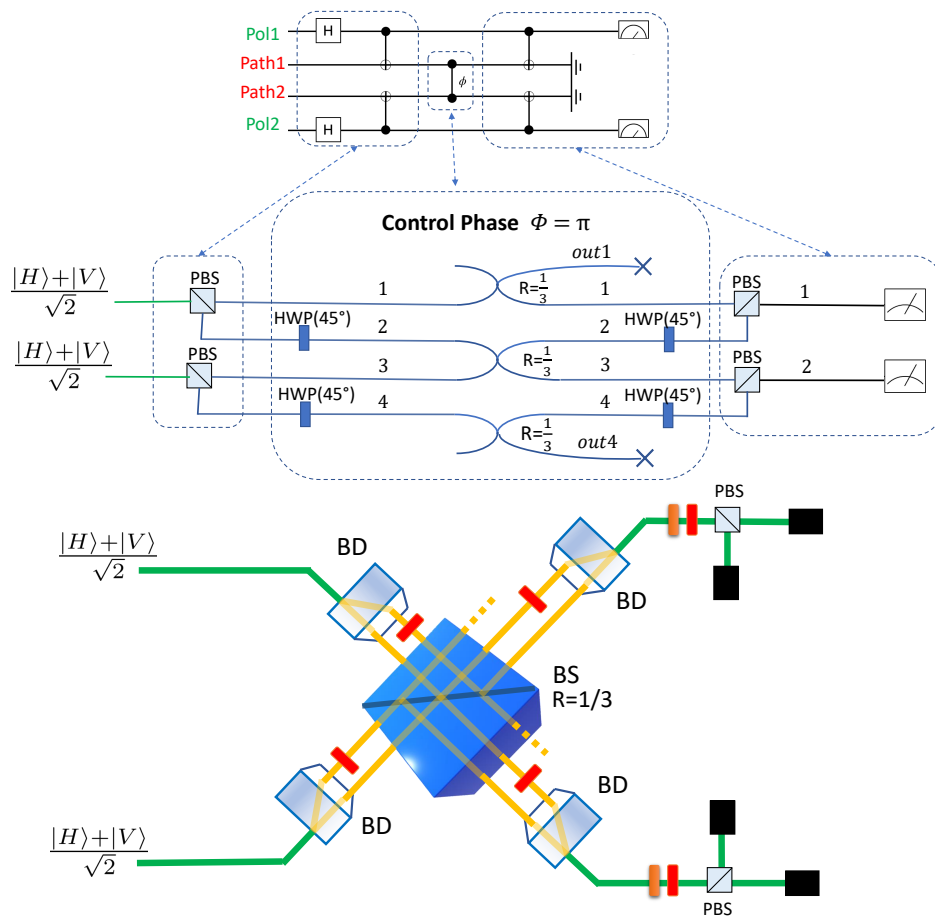 Pol1
H
Path1
ϕ
Path2
Pol2
H
Control Phase Φ = π
|H⟩+|V⟩
√2
PBS
1
out1
R=1/3
1
PBS
1
HWP(45°)
2
2
HWP(45°)
|H⟩+|V⟩
√2
PBS
3
R=1/3
3
PBS
2
HWP(45°)
4
4
HWP(45°)
R=1/3
out4
PBS
|H⟩+|V⟩
√2
BD
BD
BS
R=1/3
BD
BD
|H⟩+|V⟩
√2
PBS